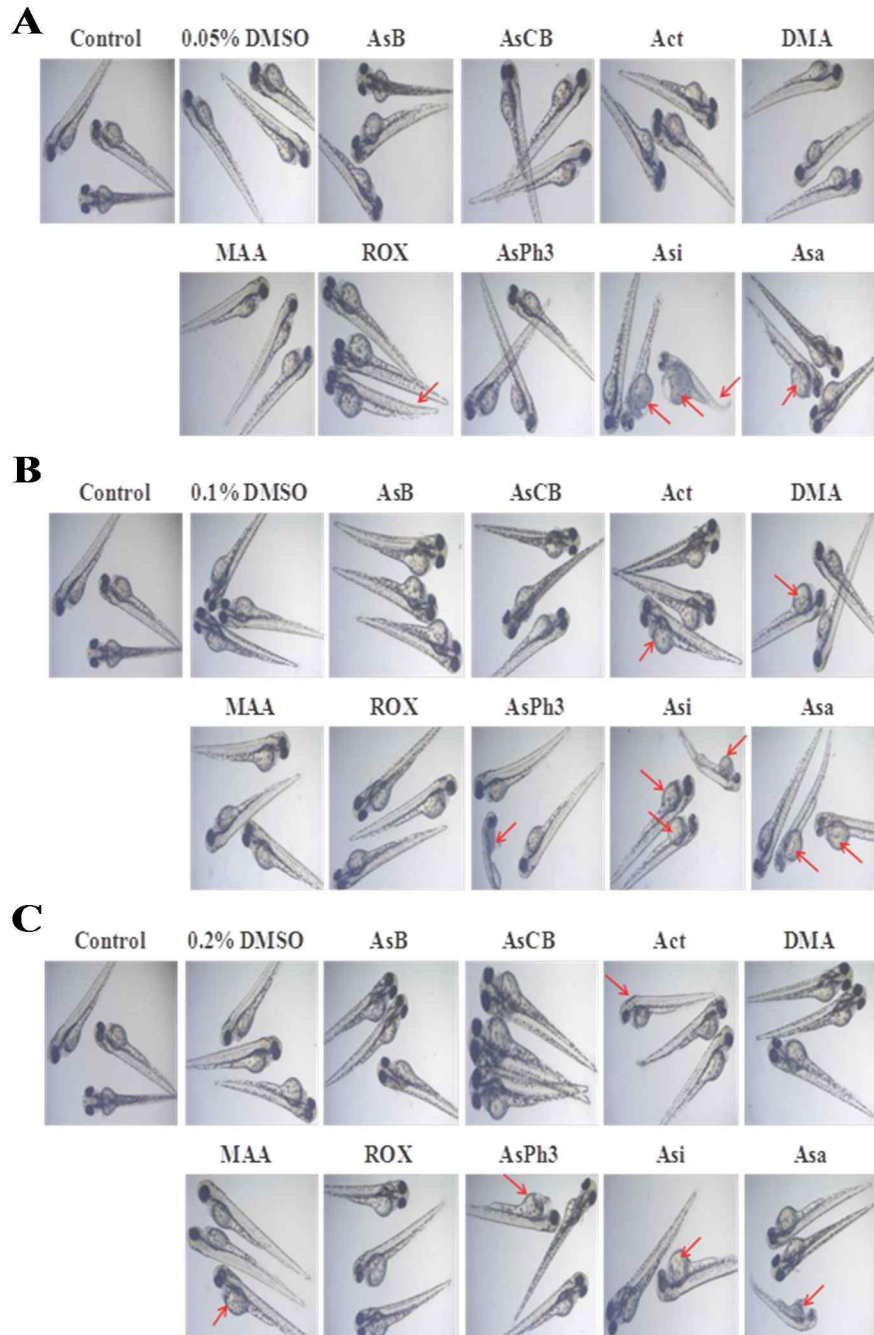 A
Control 0.05% DMSO AsB AsCB Act DMA
MAA ROX AsPh3 Asi Asa
B
Control 0.1% DMSO AsB AsCB Act DMA
MAA ROX AsPh3 Asi Asa
C
Control 0.2% DMSO AsB AsCB Act DMA
MAA ROX AsPh3 Asi Asa